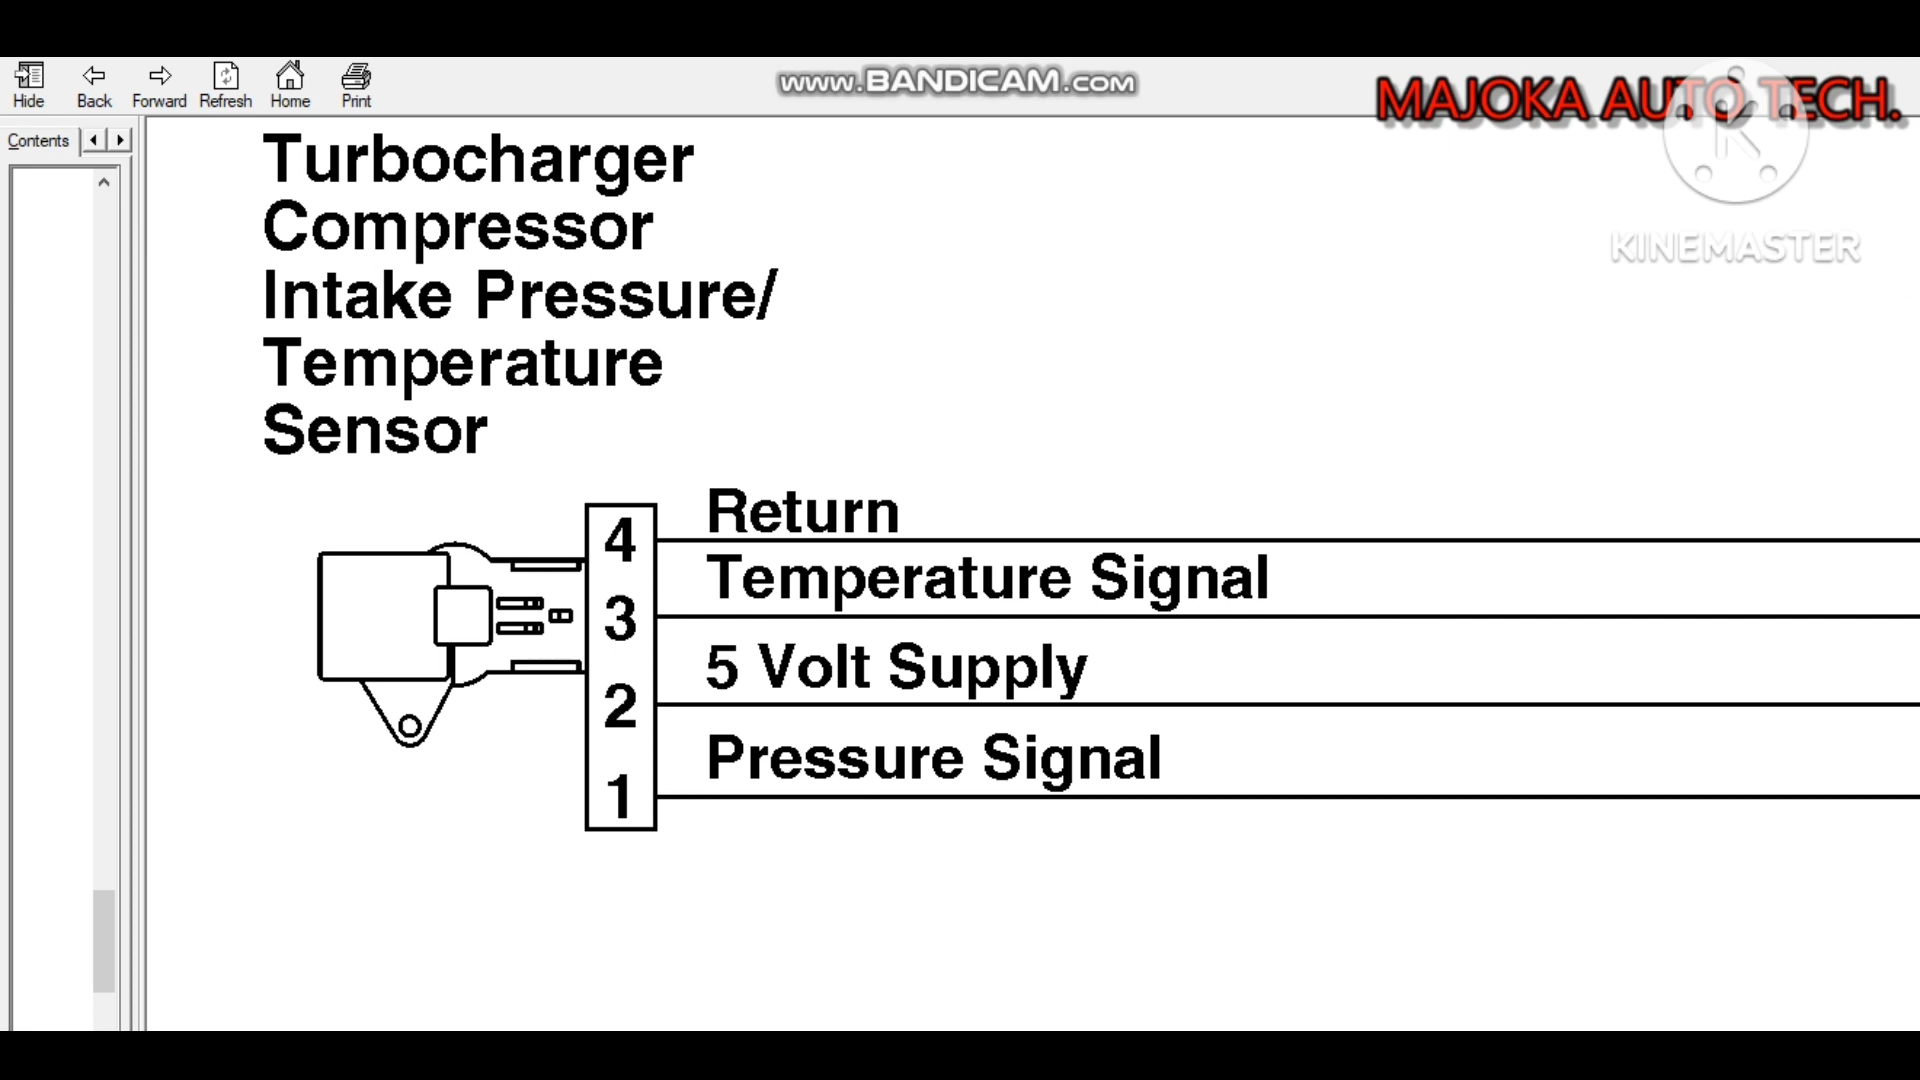 www.BANDICAM.com
MAJOKA AUTO TECH.
Hide Back Forward Refresh Home Print
KINEMASTER
Contents
Turbocharger
Compressor
Intake Pressure/
Temperature
Sensor
4 Return
3 Temperature Signal
2 5 Volt Supply
1 Pressure Signal